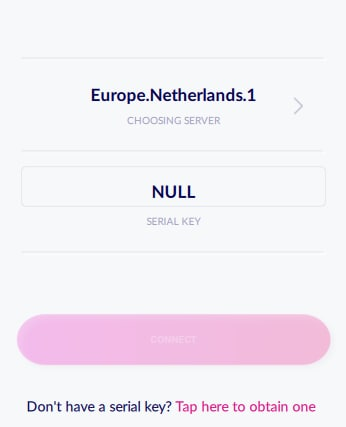 Europe.Netherlands.1
CHOOSING SERVER
NULL
SERIAL KEY
CONNECT
Don't have a serial key? Tap here to obtain one